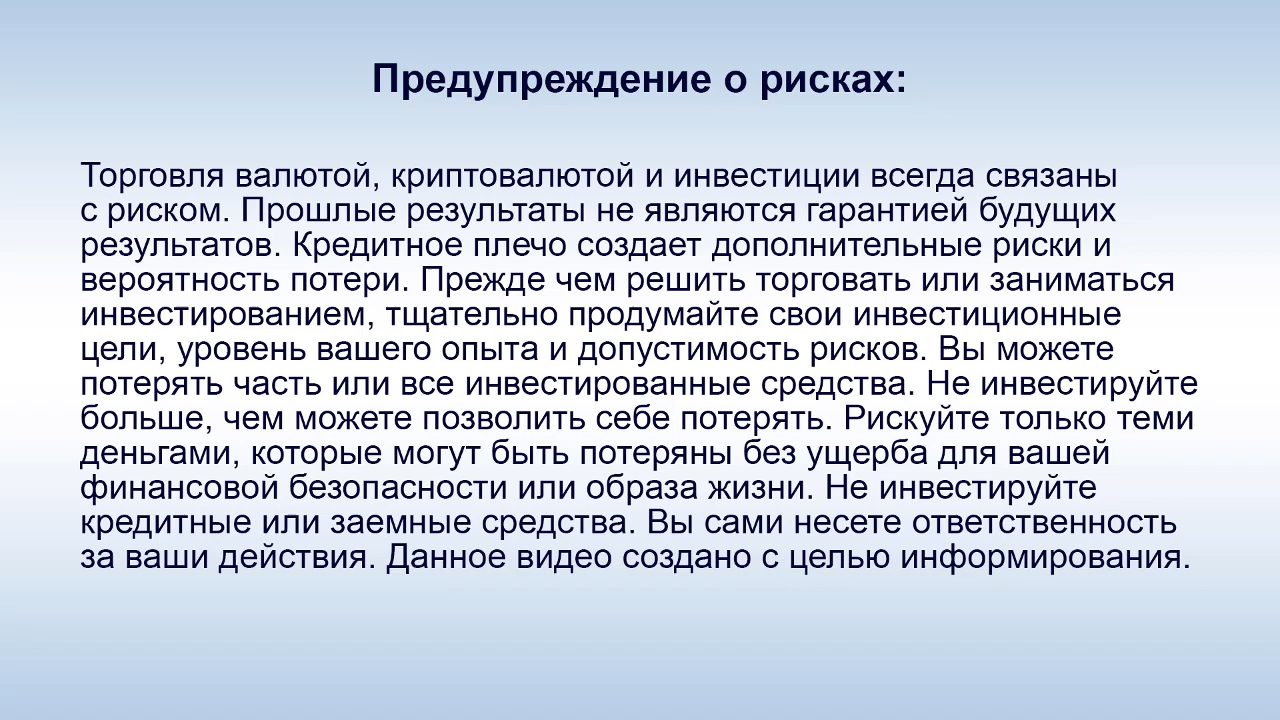 Предупреждение о рисках:
Торговля валютой, криптовалютой и инвестиции всегда связаны
с риском. Прошлые результаты не являются гарантией будущих
результатов. Кредитное плечо создает дополнительные риски и
вероятность потери. Прежде чем решить торговать или заниматься
инвестированием, тщательно продумайте свои инвестиционные
цели, уровень вашего опыта и допустимость рисков. Вы можете
потерять часть или все инвестированные средства. Не инвестируйте
больше, чем можете позволить себе потерять. Рискуйте только теми
деньгами, которые могут быть потеряны без ущерба для вашей
финансовой безопасности или образа жизни. Не инвестируйте
кредитные или заемные средства. Вы сами несете ответственность
за ваши действия. Данное видео создано с целью информирования.